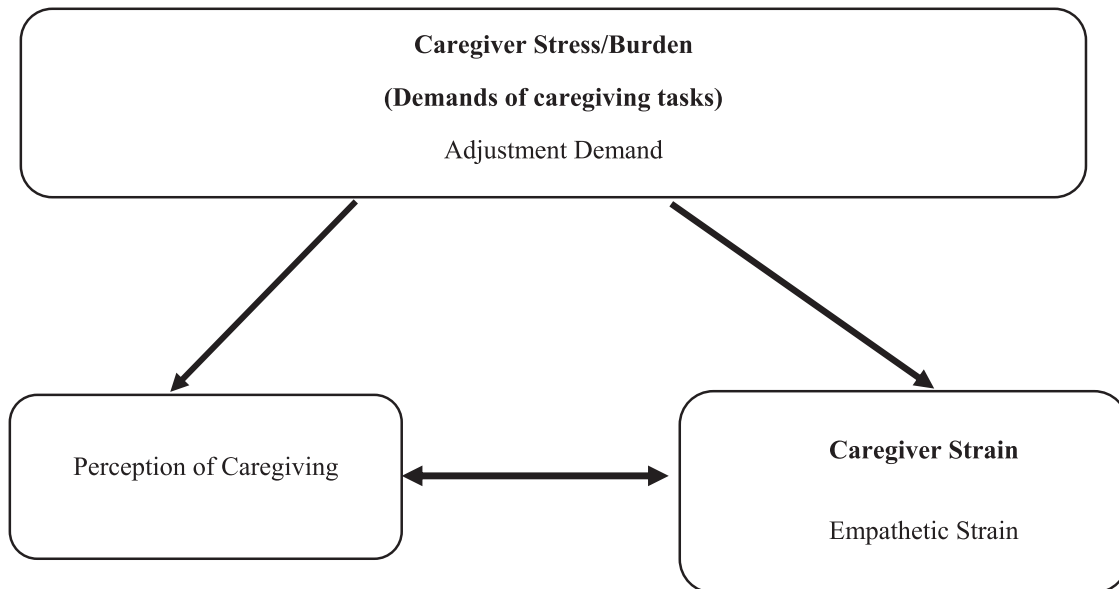 Caregiver Stress/Burden
(Demands of caregiving tasks)
Adjustment Demand
Perception of Caregiving
Caregiver Strain
Empathetic Strain